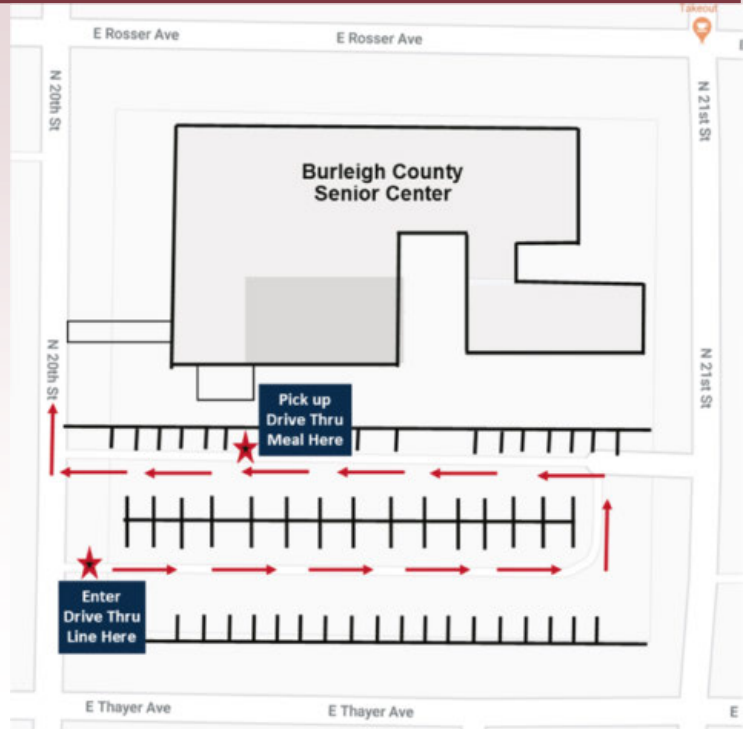 Takeout
E Rosser Ave
E Rosser Ave
N 20th St
N 21st St
Burleigh County
Senior Center
N 20th St
N 21st St
Pick up
Drive Thru
Meal Here
Enter
Drive Thru
Line Here
E Thayer Ave
E Thayer Ave
E